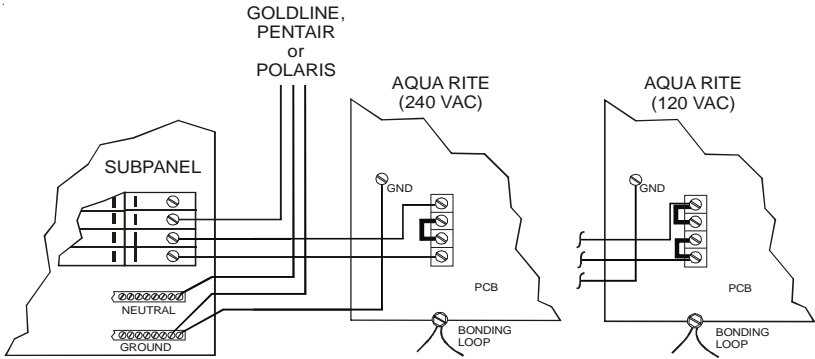 GOLDLINE,
PENTAIR
or
POLARIS
AQUA RITE
(240 VAC)
AQUA RITE
(120 VAC)
SUBPANEL
GND
GND
NEUTRAL
GROUND
PCB
PCB
BONDING
LOOP
BONDING
LOOP